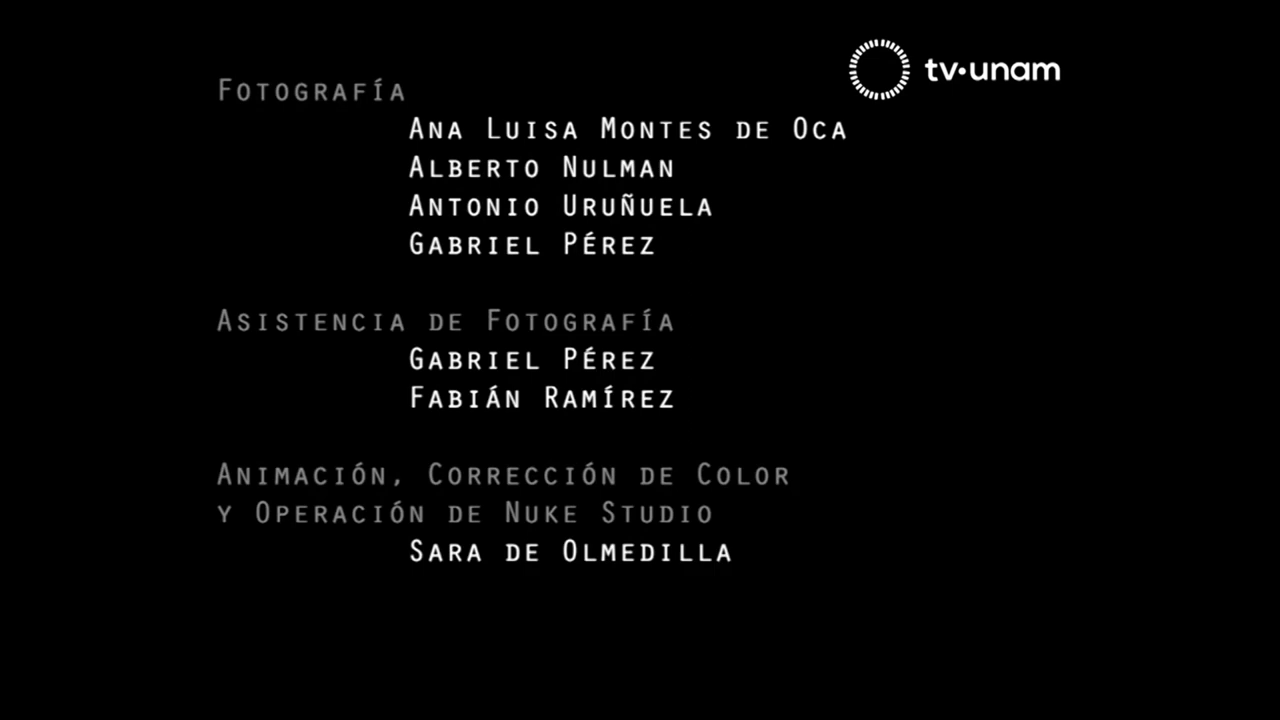 tv·unam
FOTOGRAFÍA
ANA LUISA MONTES DE OCA
ALBERTO NULMAN
ANTONIO URUÑUELA
GABRIEL PÉREZ
ASISTENCIA DE FOTOGRAFÍA
GABRIEL PÉREZ
FABIÁN RAMÍREZ
ANIMACIÓN, CORRECCIÓN DE COLOR
Y OPERACIÓN DE NUKE STUDIO
SARA DE OLMEDILLA